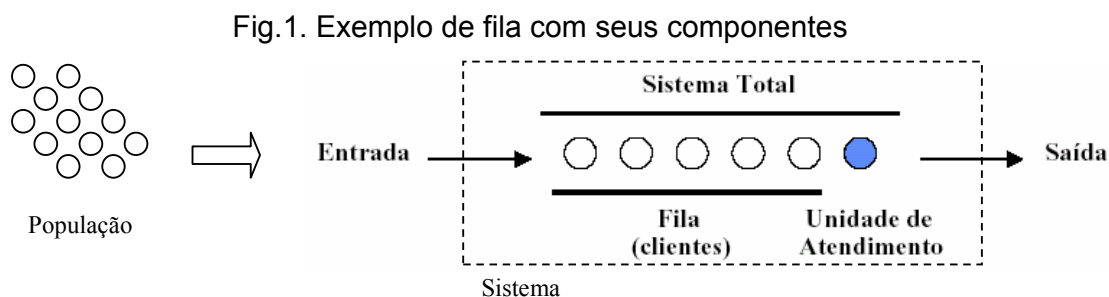 Fig.1. Exemplo de fila com seus componentes
Sistema Total
Entrada
Saída
População
Fila
(clientes)
Unidade de
Atendimento
Sistema